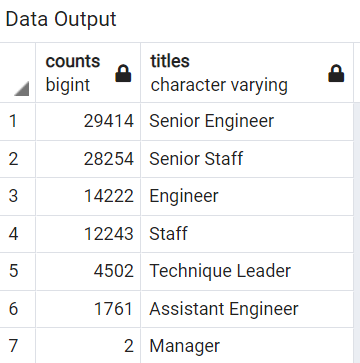 Data Output
counts titles
bigint character varying
1 29414 Senior Engineer
2 28254 Senior Staff
3 14222 Engineer
4 12243 Staff
5 4502 Technique Leader
6 1761 Assistant Engineer
7 2 Manager